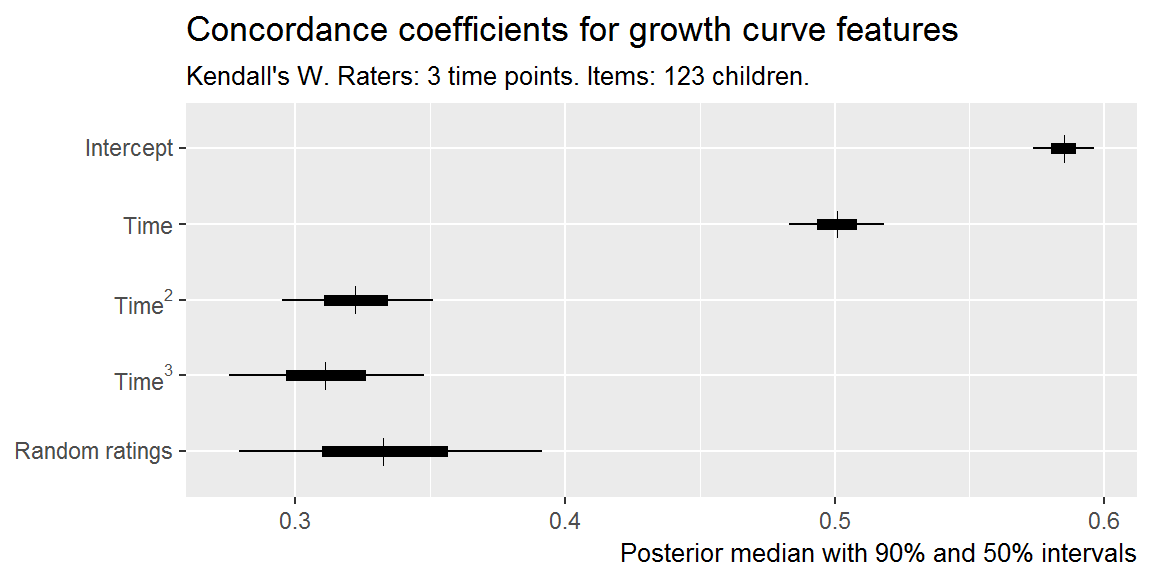 Concordance coefficients for growth curve features
Kendall's W. Raters: 3 time points. Items: 123 children.
Intercept
Time
Time²
Time³
Random ratings
0.3 0.4 0.5 0.6
Posterior median with 90% and 50% intervals